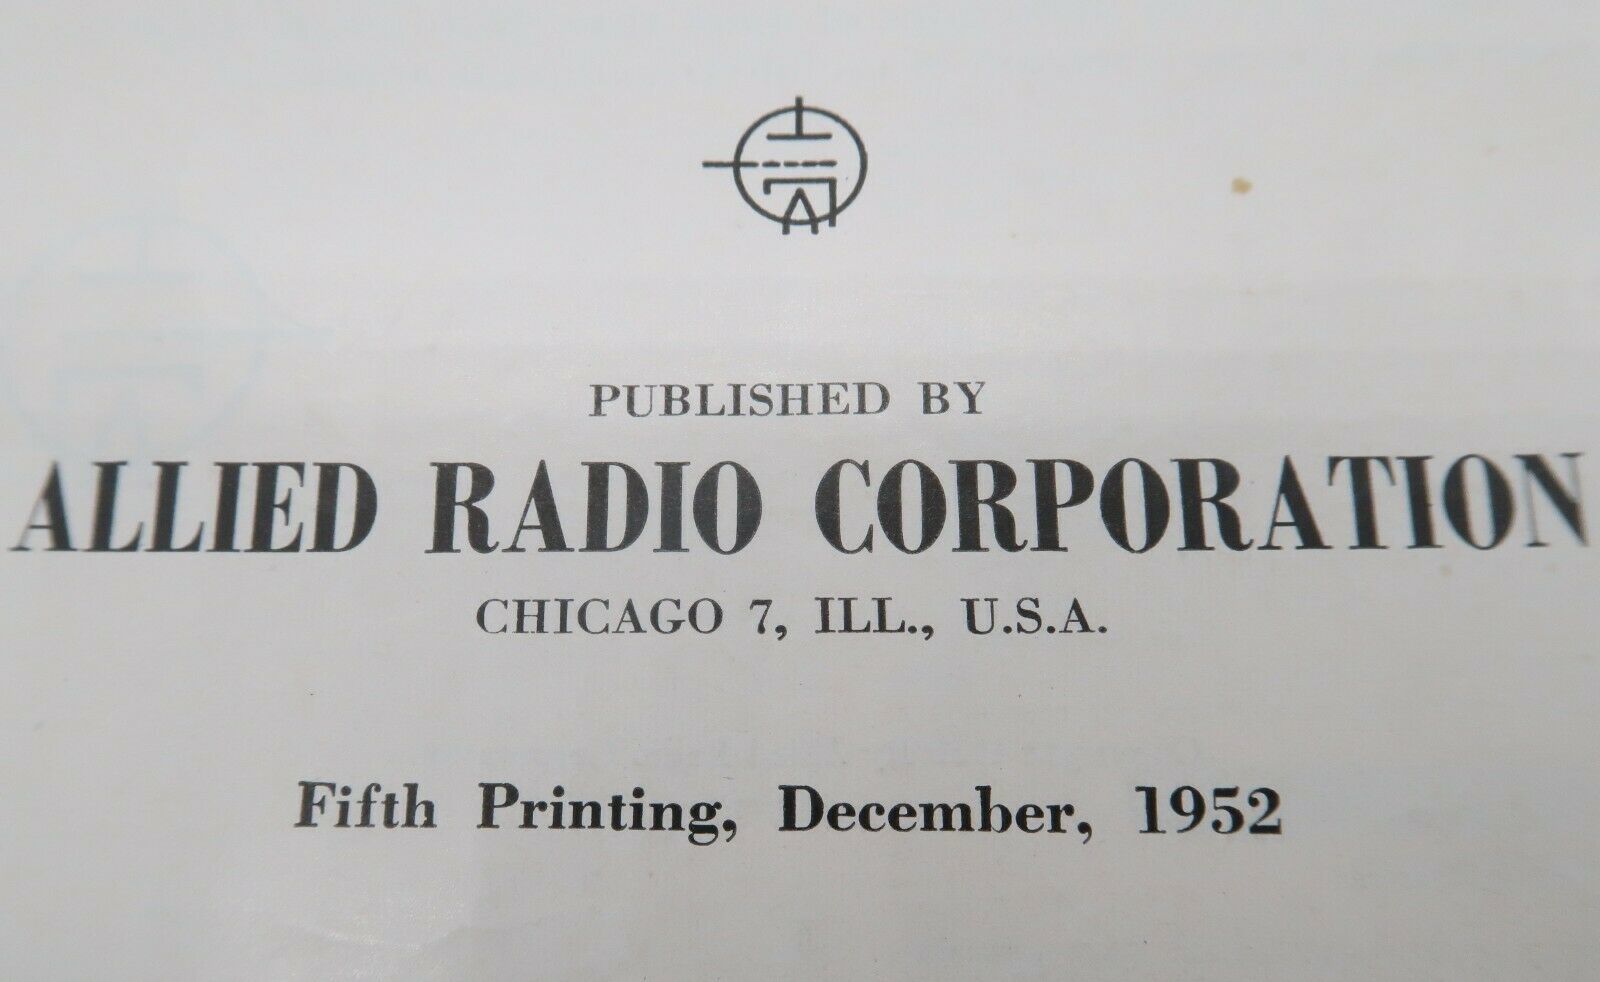 PUBLISHED BY
ALLIED RADIO CORPORATION
CHICAGO 7, ILL., U.S.A.
Fifth Printing, December, 1952